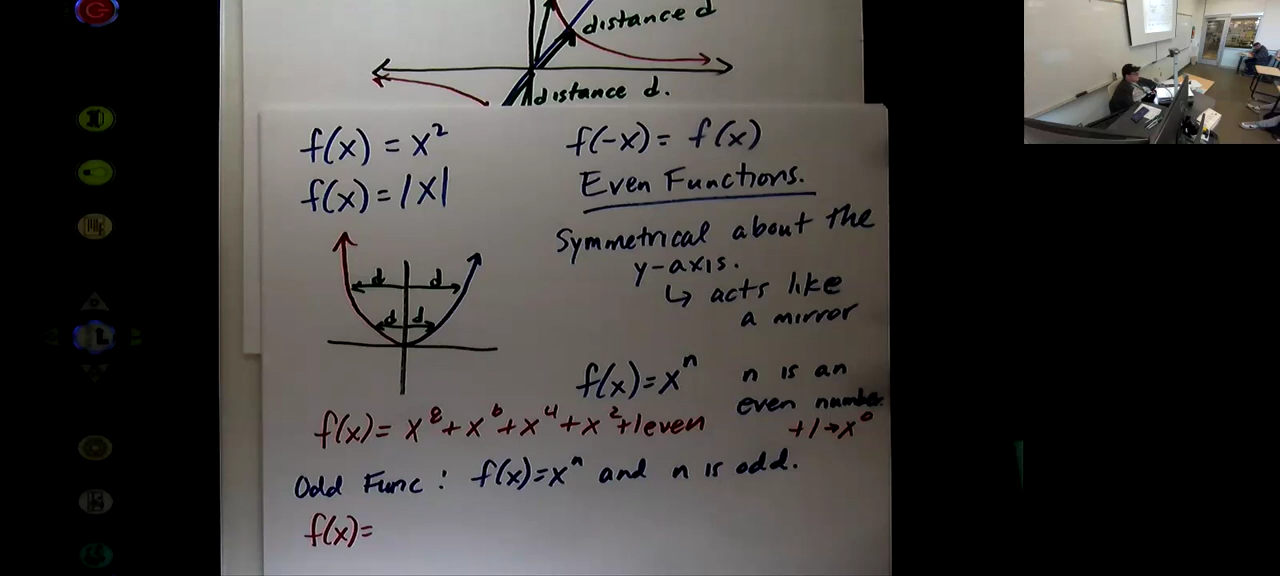 distance d
distance d.
f(x) = x²
f(x) = |x|
f(-x) = f(x)
Even Functions.
Symmetrical about the
y-axis.
↳ acts like
a mirror
d d
d d
f(x) = xⁿ n is an
even number.
f(x) = x⁸ + x⁶ + x⁴ + x² + 1 even
+1 → x⁰
Odd Func : f(x) = xⁿ and n is odd.
f(x) =